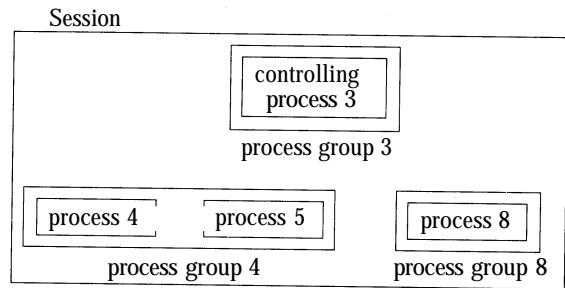 Session
controlling
process 3
process group 3
process 4
process 5
process 8
process group 4
process group 8